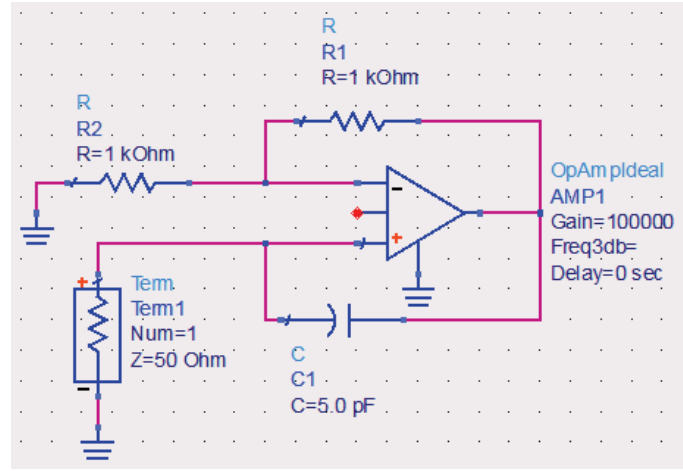 R
R1
R=1 kOhm
R
R2
R=1 kOhm
OpAmpIdeal
AMP1
Gain=100000
Freq3db=
Delay=0 sec
Term
Term1
Num=1
Z=50 Ohm
C
C1
C=5.0 pF